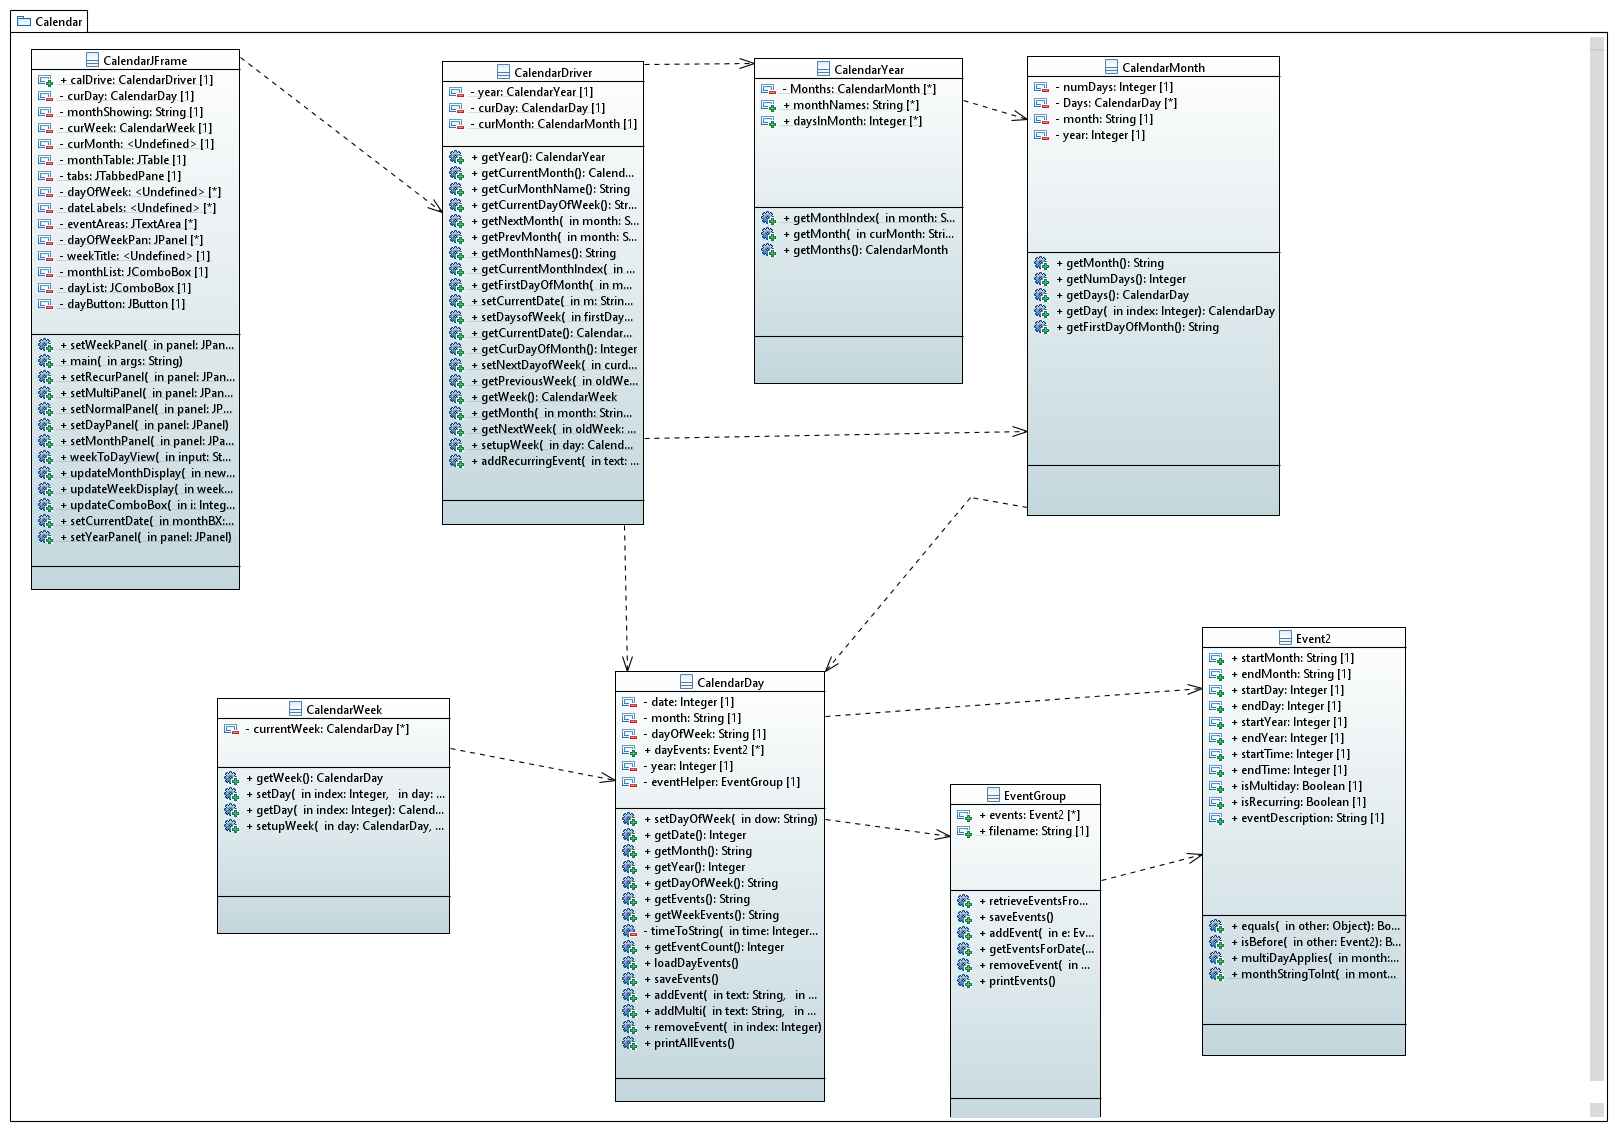 Calendar
CalendarJFrame
+ calDrive: CalendarDriver [1]
- curDay: CalendarDay [1]
- monthShowing: String [1]
- curWeek: CalendarWeek [1]
- curMonth: <Undefined> [1]
- monthTable: JTable [1]
- tabs: JTabbedPane [1]
- dayOfWeek: <Undefined> [*]
- dateLabels: <Undefined> [*]
- eventAreas: JTextArea [*]
- dayOfWeekPan: JPanel [*]
- weekTitle: <Undefined> [1]
- monthList: JComboBox [1]
- dayList: JComboBox [1]
- dayButton: JButton [1]
+ setWeekPanel( in panel: JPan...
+ main( in args: String)
+ setRecurPanel( in panel: JPan...
+ setMultiPanel( in panel: JPan...
+ setNormalPanel( in panel: JP...
+ setDayPanel( in panel: JPanel)
+ setMonthPanel( in panel: JPa...
+ weekToDayView( in input: St...
+ updateMonthDisplay( in new...
+ updateWeekDisplay( in week...
+ updateComboBox( in i: Integ...
+ setCurrentDate( in monthBX:...
+ setYearPanel( in panel: JPanel)
CalendarDriver
- year: CalendarYear [1]
- curDay: CalendarDay [1]
- curMonth: CalendarMonth [1]
+ getYear(): CalendarYear
+ getCurrentMonth(): Calend...
+ getCurMonthName(): String
+ getCurrentDayOfWeek(): Str...
+ getNextMonth( in month: S...
+ getPrevMonth( in month: S...
+ getMonthNames(): String
+ getCurrentMonthIndex( in ...
+ getFirstDayOfMonth( in m...
+ setCurrentDate( in m: Strin...
+ setDaysofWeek( in firstDay...
+ getCurrentDate(): Calendar...
+ getCurDayOfMonth(): Integer
+ setNextDayofWeek( in curd...
+ getPreviousWeek( in oldWe...
+ getWeek(): CalendarWeek
+ getMonth( in month: Strin...
+ getNextWeek( in oldWeek: ...
+ setupWeek( in day: Calend...
+ addRecurringEvent( in text: ...
CalendarYear
- Months: CalendarMonth [*]
+ monthNames: String [*]
+ daysInMonth: Integer [*]
+ getMonthIndex( in month: S...
+ getMonth( in curMonth: Stri...
+ getMonths(): CalendarMonth
CalendarMonth
- numDays: Integer [1]
- Days: CalendarDay [*]
- month: String [1]
- year: Integer [1]
+ getMonth(): String
+ getNumDays(): Integer
+ getDays(): CalendarDay
+ getDay( in index: Integer): CalendarDay
+ getFirstDayOfMonth(): String
CalendarWeek
- currentWeek: CalendarDay [*]
+ getWeek(): CalendarDay
+ setDay( in index: Integer, in day: ...
+ getDay( in index: Integer): Calend...
+ setupWeek( in day: CalendarDay, ...
CalendarDay
- date: Integer [1]
- month: String [1]
- dayOfWeek: String [1]
+ dayEvents: Event2 [*]
- year: Integer [1]
- eventHelper: EventGroup [1]
+ setDayOfWeek( in dow: String)
+ getDate(): Integer
+ getMonth(): String
+ getYear(): Integer
+ getDayOfWeek(): String
+ getEvents(): String
+ getWeekEvents(): String
- timeToString( in time: Integer...
+ getEventCount(): Integer
+ loadDayEvents()
+ saveEvents()
+ addEvent( in text: String, in ...
+ addMulti( in text: String, in ...
+ removeEvent( in index: Integer)
+ printAllEvents()
EventGroup
+ events: Event2 [*]
+ filename: String [1]
+ retrieveEventsFro...
+ saveEvents()
+ addEvent( in e: Ev...
+ getEventsForDate(...
+ removeEvent( in ...
+ printEvents()
Event2
+ startMonth: String [1]
+ endMonth: String [1]
+ startDay: Integer [1]
+ endDay: Integer [1]
+ startYear: Integer [1]
+ endYear: Integer [1]
+ startTime: Integer [1]
+ endTime: Integer [1]
+ isMultiday: Boolean [1]
+ isRecurring: Boolean [1]
+ eventDescription: String [1]
+ equals( in other: Object): Bo...
+ isBefore( in other: Event2): B...
+ multiDayApplies( in month:...
+ monthStringToInt( in mont...